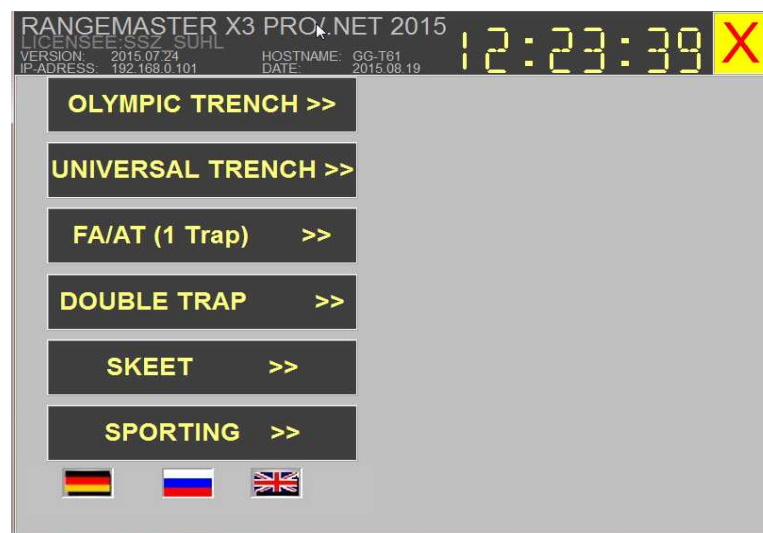 RANGEMASTER X3 PRO/.NET 2015
LICENSEE:SSZ_SUHL
VERSION: 2015.07.24 HOSTNAME: GG-T61
IP-ADRESS: 192.168.0.101 DATE: 2015.08.19
12:23:39
X
OLYMPIC TRENCH >>
UNIVERSAL TRENCH >>
FA/AT (1 Trap) >>
DOUBLE TRAP >>
SKEET >>
SPORTING >>